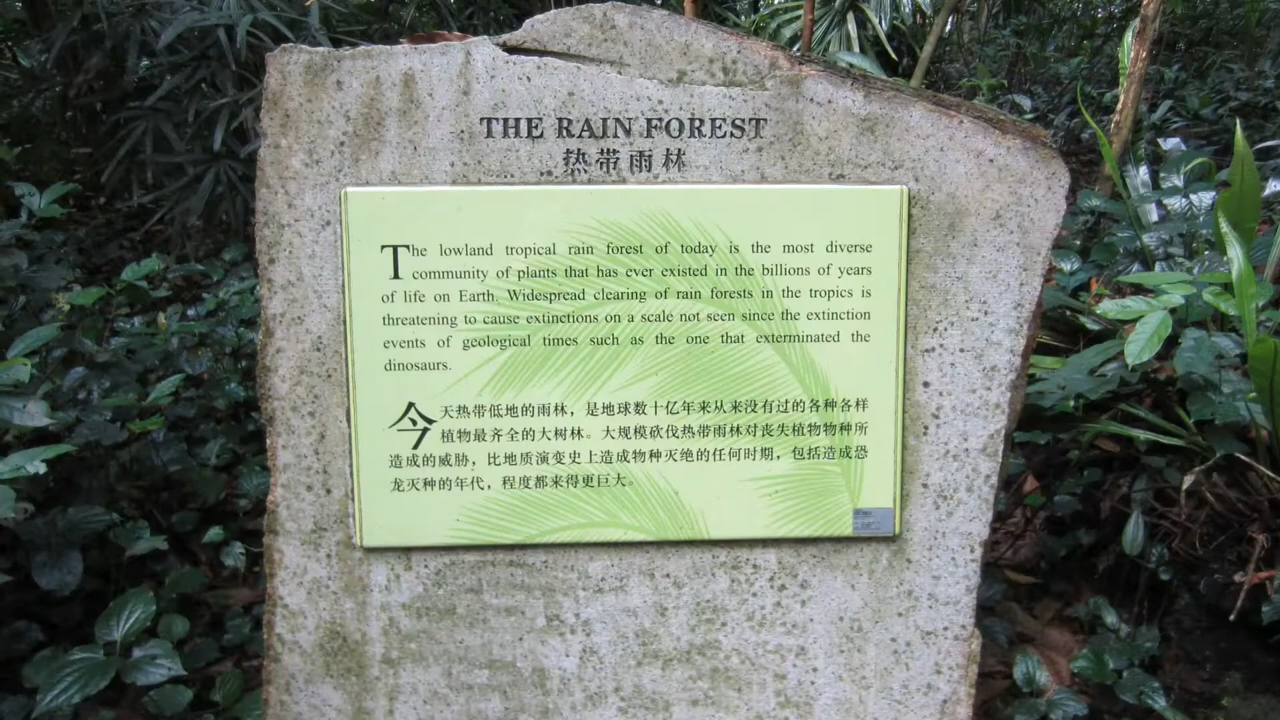 THE RAIN FOREST
热带雨林
The lowland tropical rain forest of today is the most diverse
community of plants that has ever existed in the billions of years
of life on Earth. Widespread clearing of rain forests in the tropics is
threatening to cause extinctions on a scale not seen since the extinction
events of geological times such as the one that exterminated the
dinosaurs.
今天热带低地的雨林，是地球数十亿年来从来没有过的各种各样
植物最齐全的大树林。大规模砍伐热带雨林对丧失植物物种所
造成的威胁，比地质演变史上造成物种灭绝的任何时期，包括造成恐
龙灭种的年代，程度都来得更巨大。